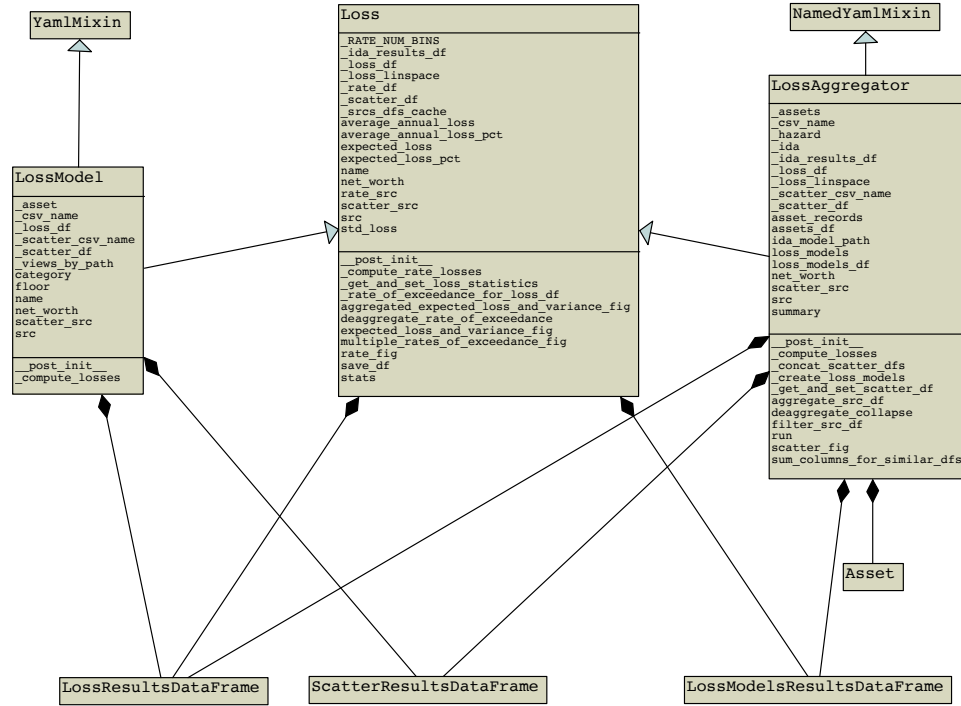 YamlMixin
Loss
_RATE_NUM_BINS
_ida_results_df
_loss_df
_loss_linspace
_rate_df
_scatter_df
_srcs_dfs_cache
average_annual_loss
average_annual_loss_pct
expected_loss
expected_loss_pct
name
net_worth
rate_src
scatter_src
src
std_loss
__post_init__
_compute_rate_losses
_get_and_set_loss_statistics
_rate_of_exceedance_for_loss_df
aggregated_expected_loss_and_variance_fig
deaggregate_rate_of_exceedance
expected_loss_and_variance_fig
multiple_rates_of_exceedance_fig
rate_fig
save_df
stats
NamedYamlMixin
LossAggregator
_assets
_csv_name
_hazard
_ida
_ida_results_df
_loss_df
_loss_linspace
_scatter_csv_name
_scatter_df
asset_records
assets_df
ida_model_path
loss_models
loss_models_df
net_worth
scatter_src
src
summary
__post_init__
_compute_losses
_concat_scatter_dfs
_create_loss_models
_get_and_set_scatter_df
aggregate_src_df
deaggregate_collapse
filter_src_df
run
scatter_fig
sum_columns_for_similar_dfs
LossModel
_asset
_csv_name
_loss_df
_scatter_csv_name
_scatter_df
_views_by_path
category
floor
name
net_worth
scatter_src
src
__post_init__
_compute_losses
Asset
LossResultsDataFrame
ScatterResultsDataFrame
LossModelsResultsDataFrame